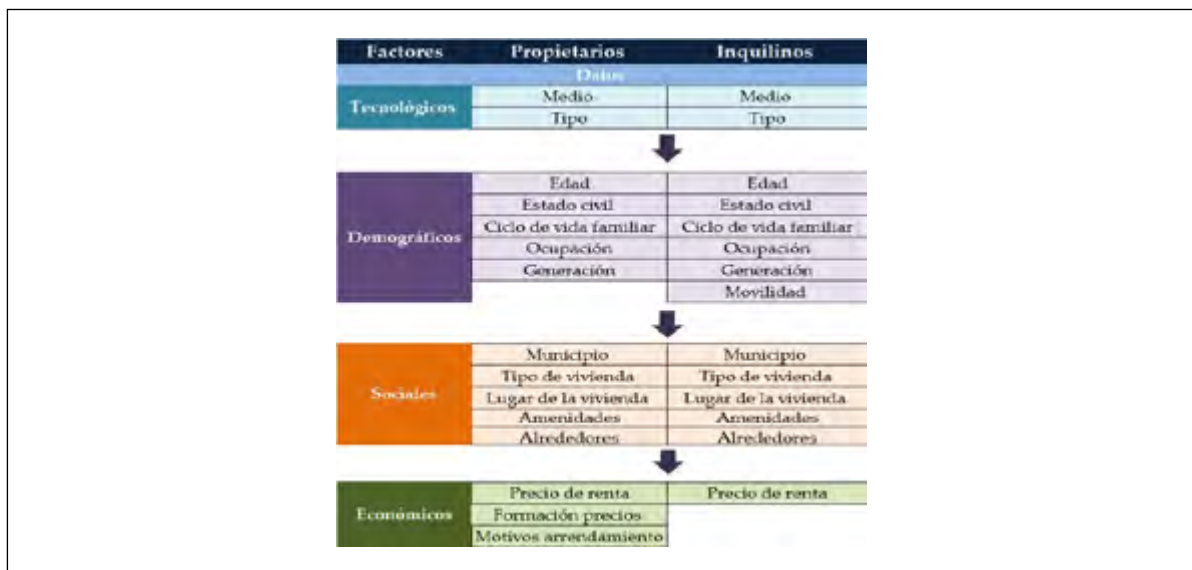 Factores Propietarios Inquilinos
Datos
Tecnológicos
Medio Medio
Tipo Tipo
Demográficos
Edad Edad
Estado civil Estado civil
Ciclo de vida familiar Ciclo de vida familiar
Ocupación Ocupación
Generación Generación
Movilidad
Sociales
Municipio Municipio
Tipo de vivienda Tipo de vivienda
Lugar de la vivienda Lugar de la vivienda
Amenidades Amenidades
Alrededores Alrededores
Económicos
Precio de renta Precio de renta
Formación precios
Motivos arrendamiento